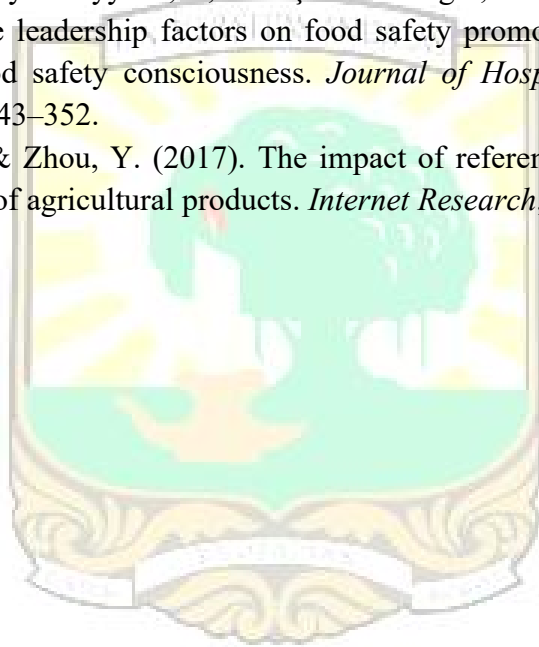 e leadership factors on food safety promo
d safety consciousness. Journal of Hosp
43–352.
& Zhou, Y. (2017). The impact of referen
of agricultural products. Internet Research,